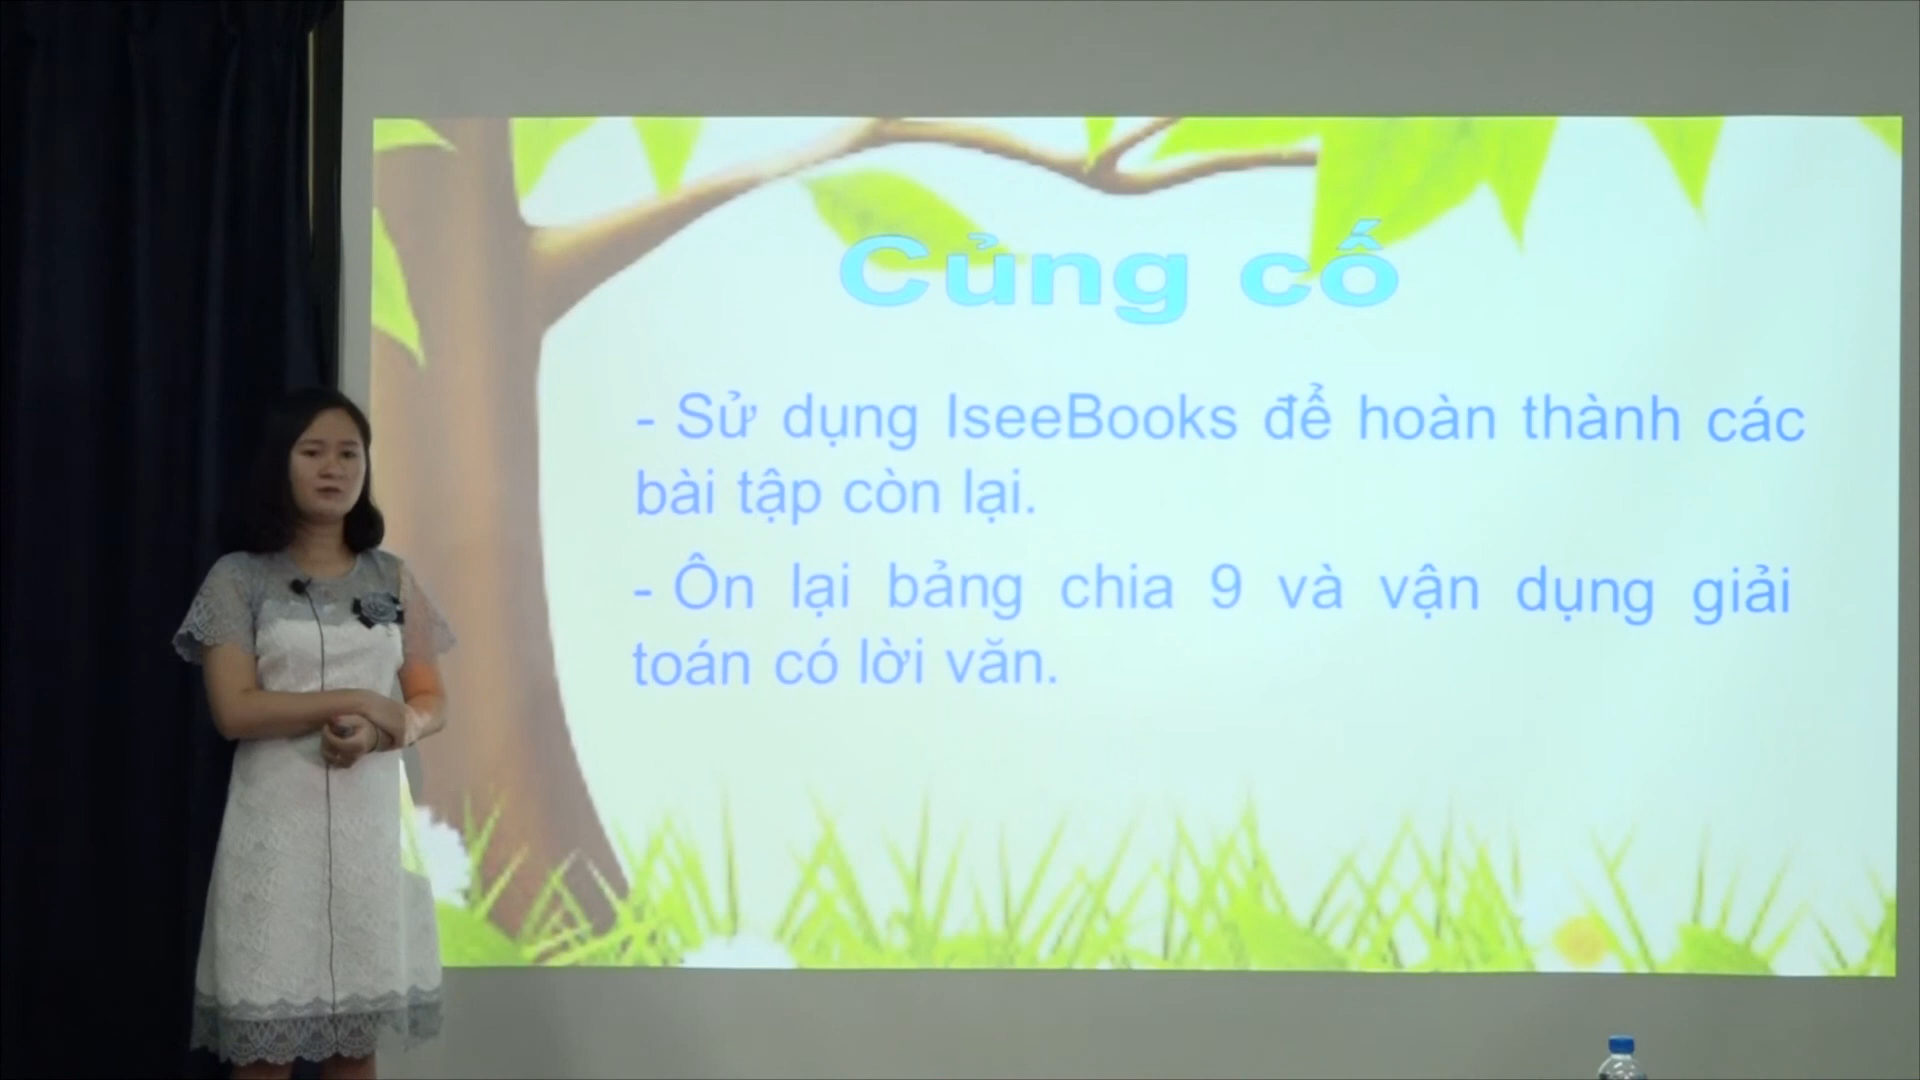 Củng cố
- Sử dụng IseeBooks để hoàn thành các
bài tập còn lại.
- Ôn lại bảng chia 9 và vận dụng giải
toán có lời văn.